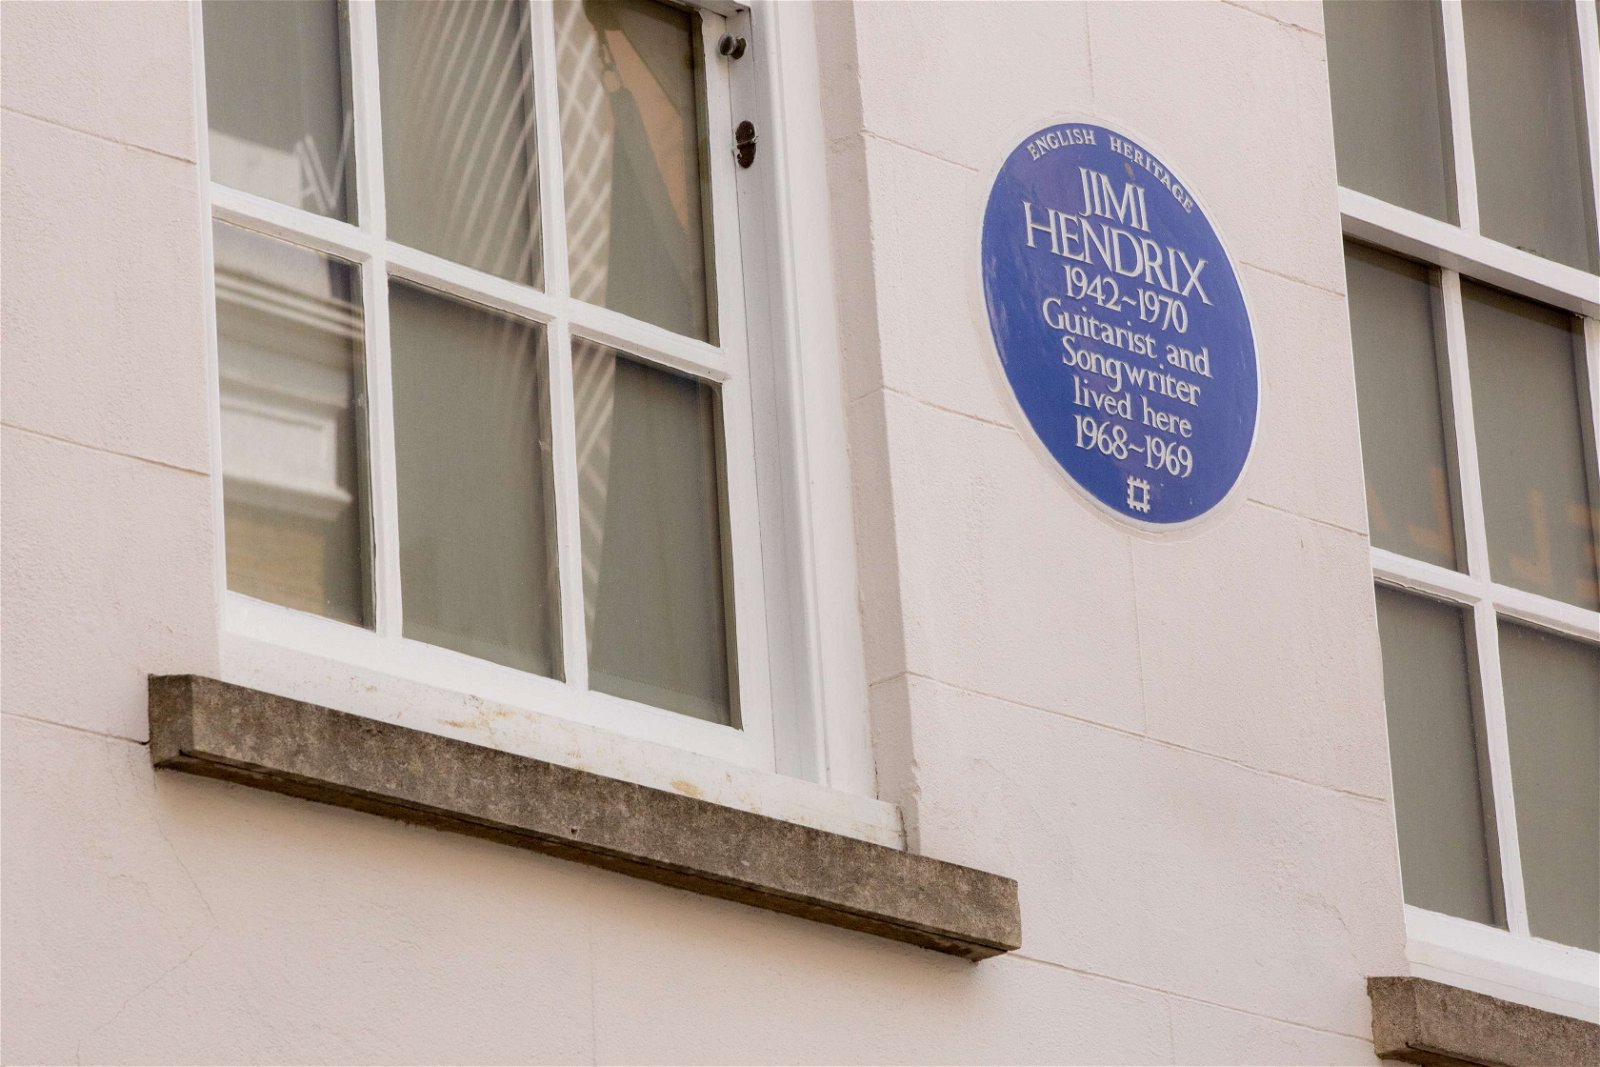 ENGLISH HERITAGE
JIMI
HENDRIX
1942~1970
Guitarist and
Songwriter
lived here
1968~1969